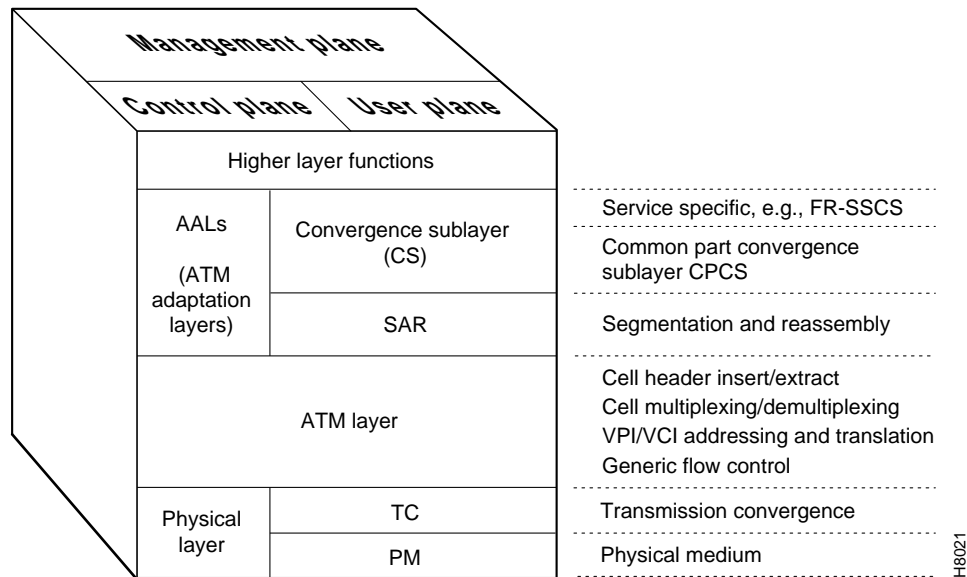 Management plane
Control plane
User plane
Higher layer functions
AALs
(ATM
adaptation
layers)
Convergence sublayer
(CS)
SAR
ATM layer
Physical
layer
TC
PM
Service specific, e.g., FR-SSCS
Common part convergence
sublayer CPCS
Segmentation and reassembly
Cell header insert/extract
Cell multiplexing/demultiplexing
VPI/VCI addressing and translation
Generic flow control
Transmission convergence
Physical medium
H8021